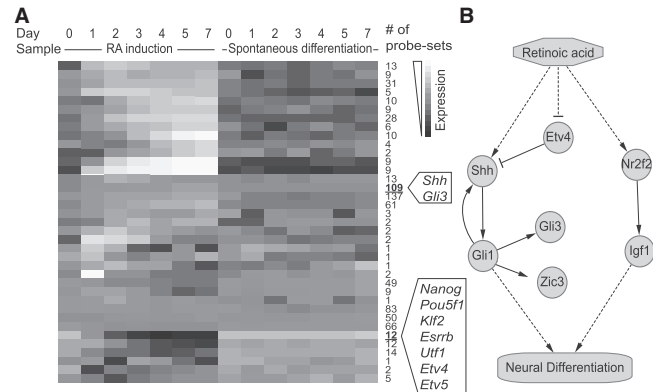 A
Day 0 1 2 3 4 5 7 0 1 2 3 4 5 7
Sample RA induction Spontaneous differentiation
# of
probe-sets
13
9
31
5
10
9
28
6
10
4
2
9
9
13
109
137
61
3
2
2
2
1
1
1
2
49
9
1
83
50
66
12
12
14
1
2
5
Expression
Shh
Gli3
Nanog
Pou5f1
Klf2
Esrrb
Utf1
Etv4
Etv5
B
Retinoic acid
Etv4
Shh
Nr2f2
Gli3
Gli1
Igf1
Zic3
Neural Differentiation